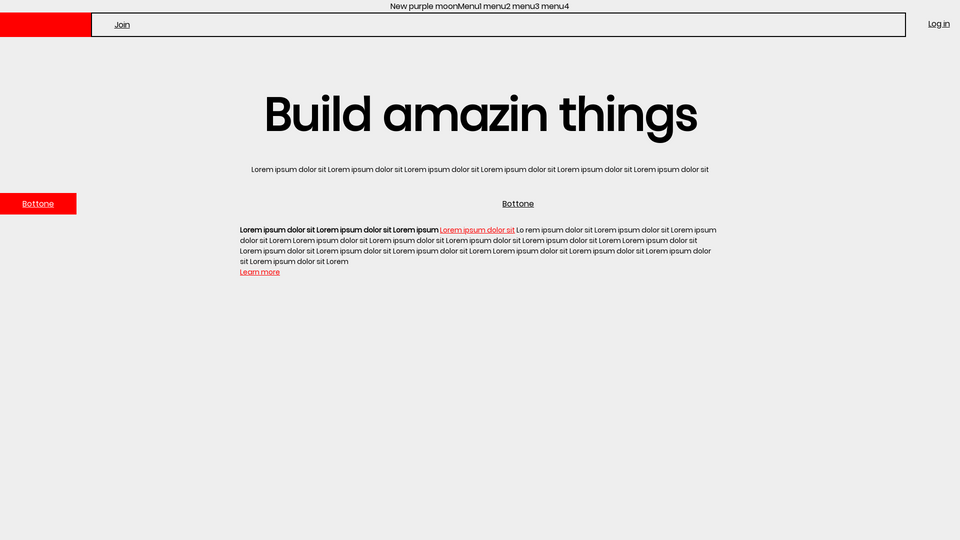 New purple moonMenu1 menu2 menu3 menu4
Join
Log in
Build amazin things
Lorem ipsum dolor sit Lorem ipsum dolor sit Lorem ipsum dolor sit Lorem ipsum dolor sit Lorem ipsum dolor sit Lorem ipsum dolor sit
Bottone
Bottone
Lorem ipsum dolor sit Lorem ipsum dolor sit Lorem ipsum Lorem ipsum dolor sit Lo rem ipsum dolor sit Lorem ipsum dolor sit Lorem ipsum
dolor sit Lorem Lorem ipsum dolor sit Lorem ipsum dolor sit Lorem ipsum dolor sit Lorem ipsum dolor sit Lorem Lorem ipsum dolor sit
Lorem ipsum dolor sit Lorem ipsum dolor sit Lorem ipsum dolor sit Lorem Lorem ipsum dolor sit Lorem ipsum dolor sit Lorem ipsum dolor
sit Lorem ipsum dolor sit Lorem
Learn more